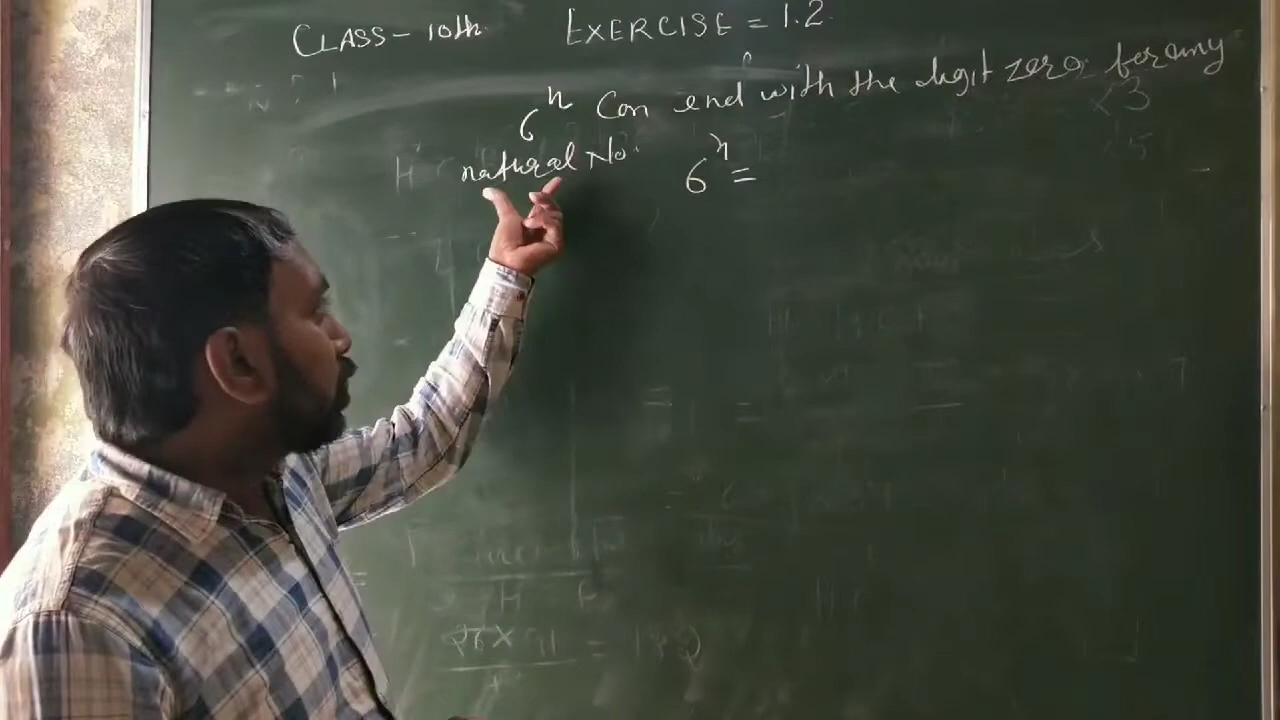 CLASS - 10th EXERCISE = 1.2
6ⁿ Can end with the digit zero for any
natural No. 6ⁿ =